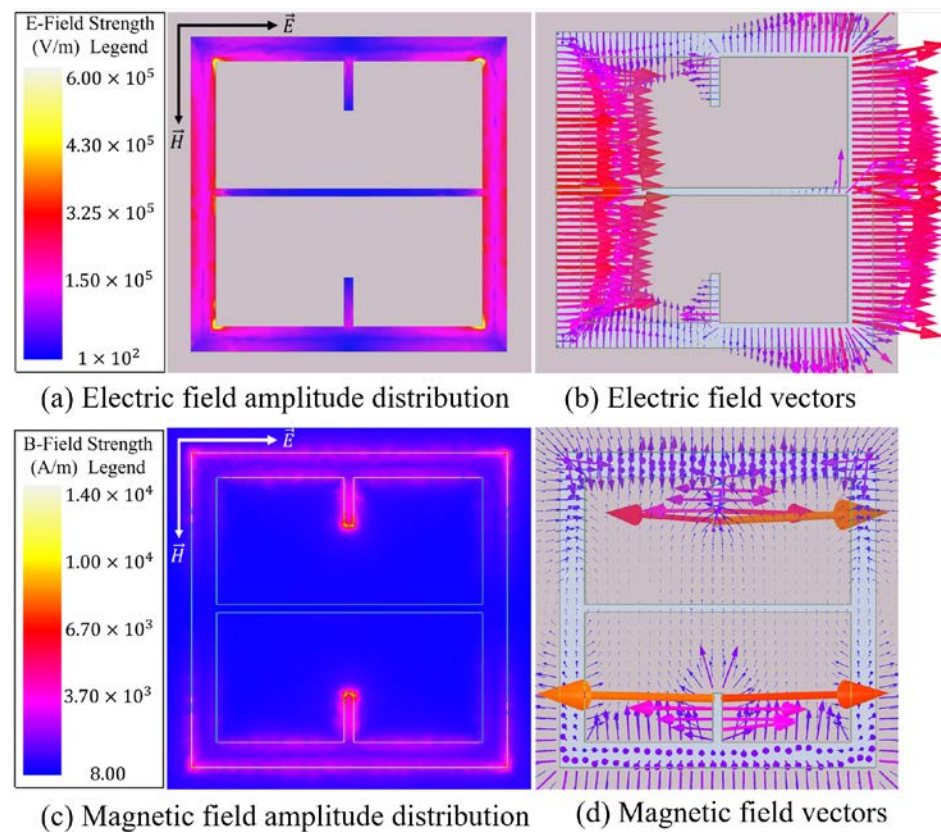 E-Field Strength
(V/m) Legend
6.00 × 10⁵
4.30 × 10⁵
3.25 × 10⁵
1.50 × 10⁵
1 × 10²
E⃗
H⃗
(a) Electric field amplitude distribution
(b) Electric field vectors
B-Field Strength
(A/m) Legend
1.40 × 10⁴
1.00 × 10⁴
6.70 × 10³
3.70 × 10³
8.00
E⃗
H⃗
(c) Magnetic field amplitude distribution
(d) Magnetic field vectors